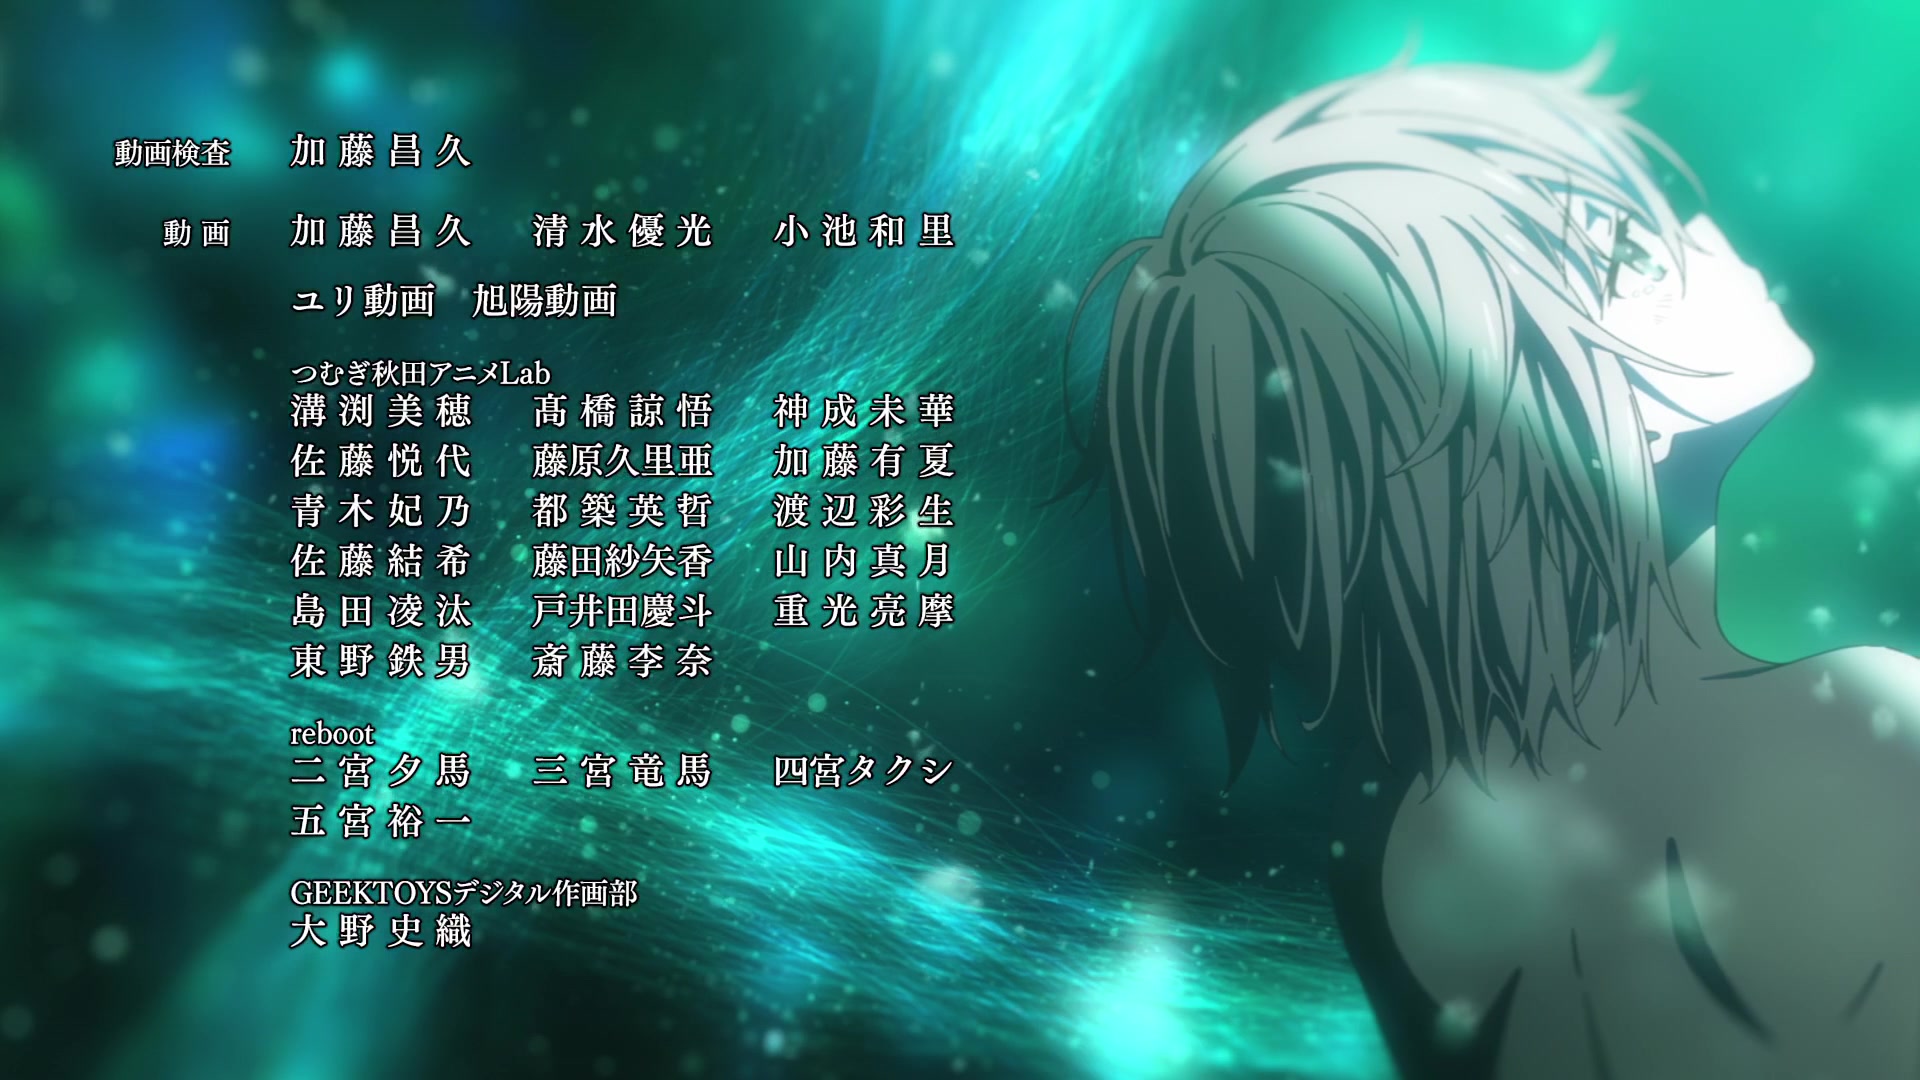 動画検査 加藤昌久
動画 加藤昌久 清水優光 小池和里
ユリ動画 旭陽動画
つむぎ秋田アニメLab
溝渕美穂 髙橋諒悟 神成未華
佐藤悦代 藤原久里亜 加藤有夏
青木妃乃 都築英哲 渡辺彩生
佐藤結希 藤田紗矢香 山内真月
島田凌汰 戸井田慶斗 重光亮摩
東野鉄男 斎藤李奈
reboot
二宮夕馬 三宮竜馬 四宮タクシ
五宮裕一
GEEKTOYSデジタル作画部
大野史織